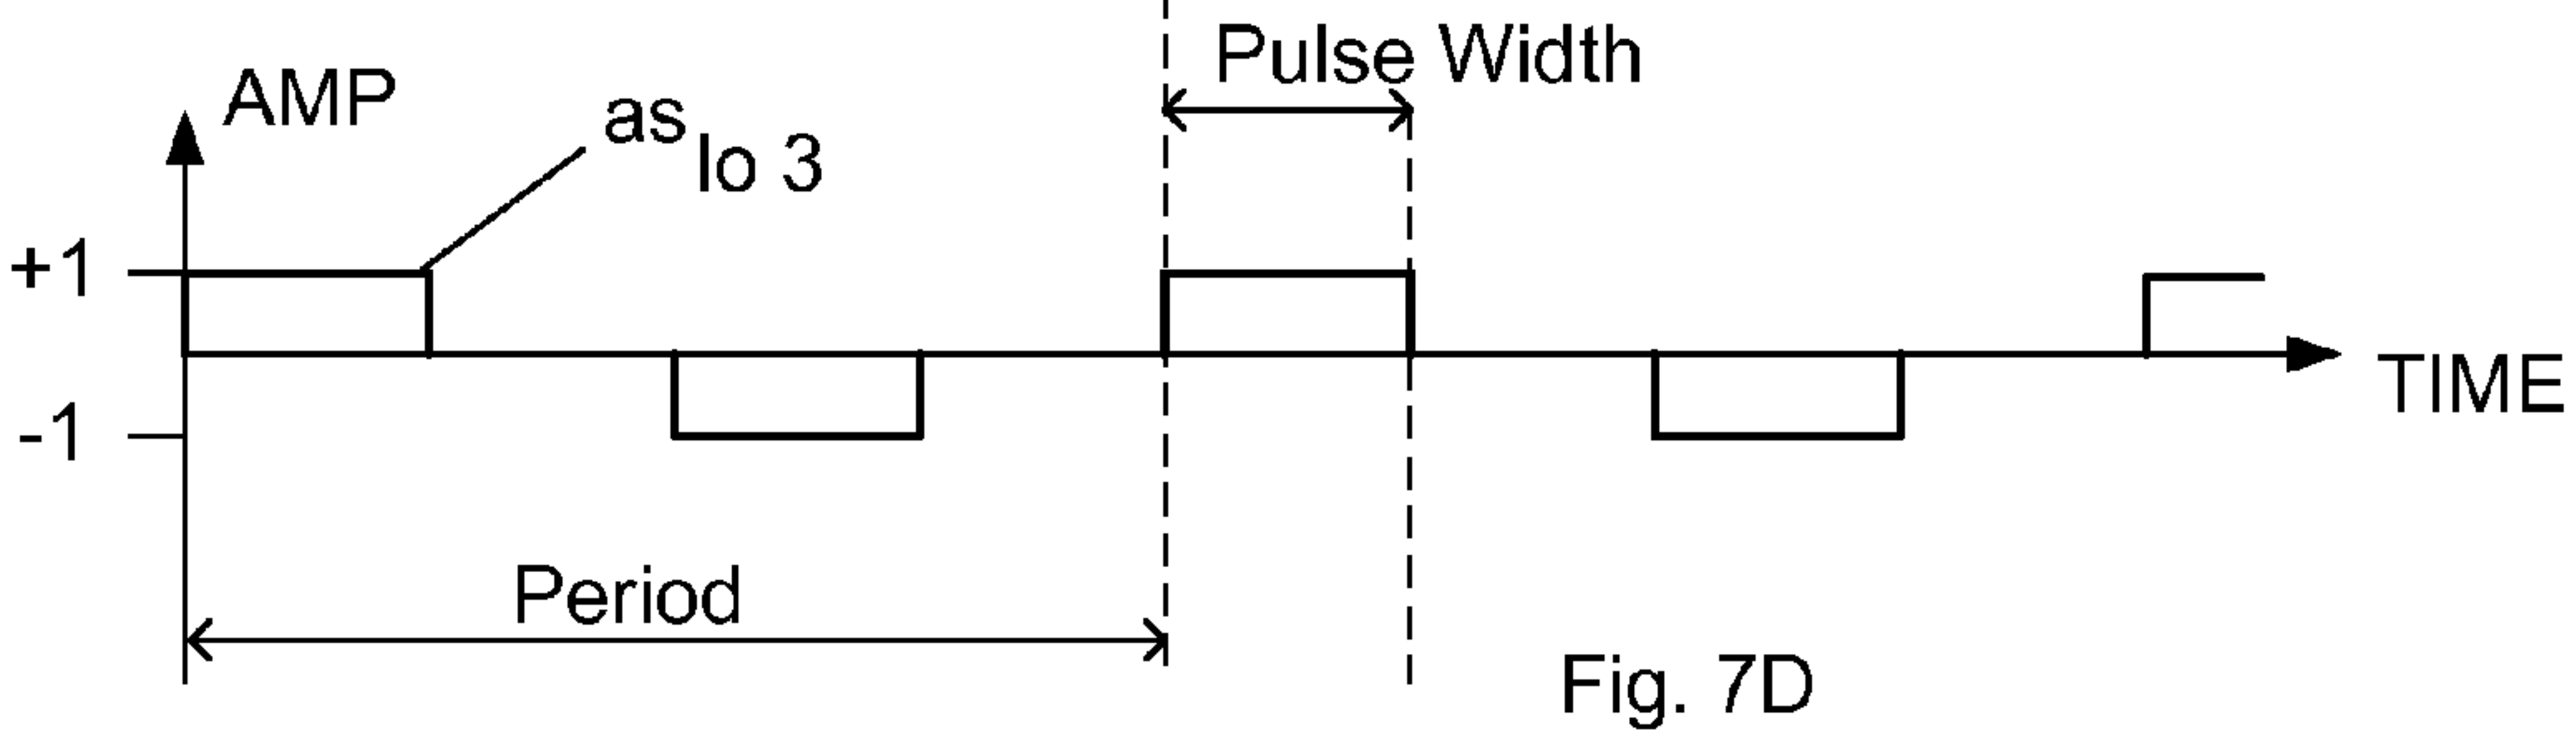 Pulse Width
AMP
as lo 3
+1
-1
TIME
Period
Fig. 7D